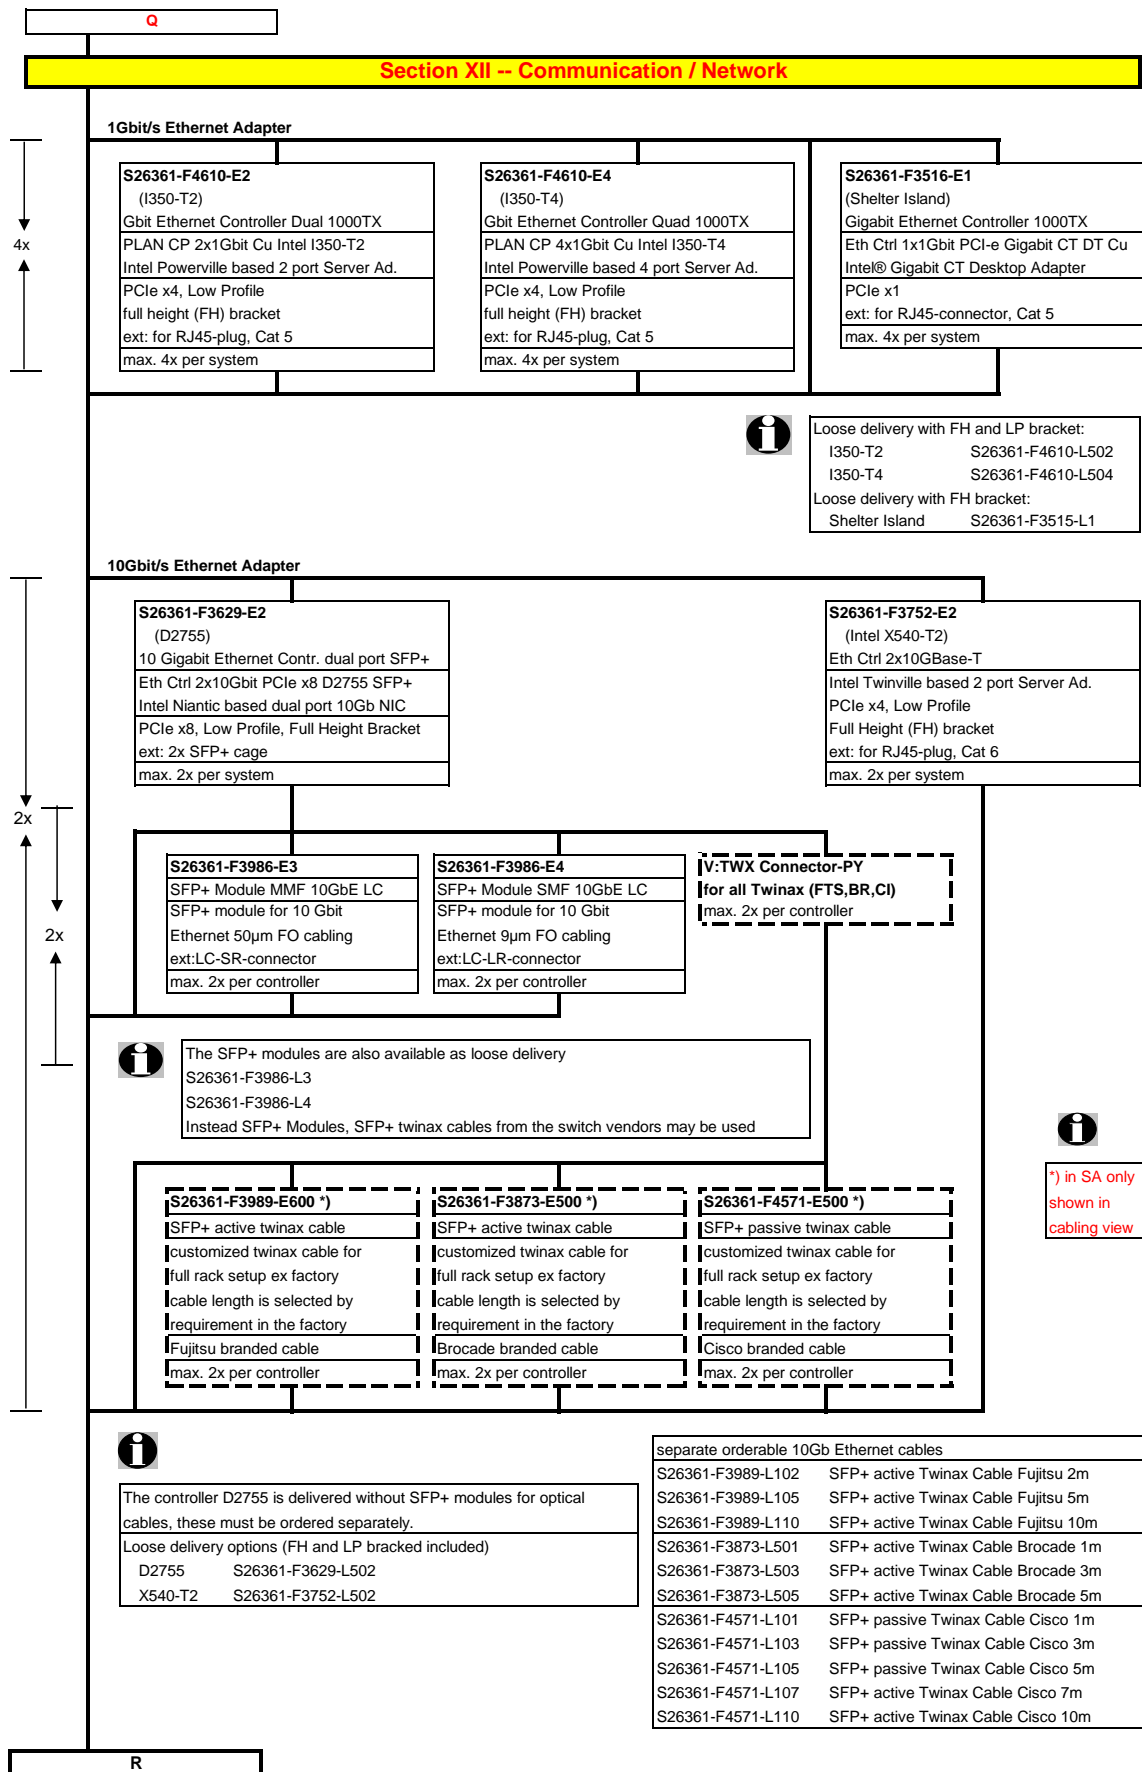 Q
Section XII -- Communication / Network
1Gbit/s Ethernet Adapter
4x
S26361-F4610-E2
(I350-T2)
Gbit Ethernet Controller Dual 1000TX
PLAN CP 2x1Gbit Cu Intel I350-T2
Intel Powerville based 2 port Server Ad.
PCIe x4, Low Profile
full height (FH) bracket
ext: for RJ45-plug, Cat 5
max. 4x per system
S26361-F4610-E4
(I350-T4)
Gbit Ethernet Controller Quad 1000TX
PLAN CP 4x1Gbit Cu Intel I350-T4
Intel Powerville based 4 port Server Ad.
PCIe x4, Low Profile
full height (FH) bracket
ext: for RJ45-plug, Cat 5
max. 4x per system
S26361-F3516-E1
(Shelter Island)
Gigabit Ethernet Controller 1000TX
Eth Ctrl 1x1Gbit PCI-e Gigabit CT DT Cu
Intel® Gigabit CT Desktop Adapter
PCIe x1
ext: for RJ45-connector, Cat 5
max. 4x per system
Loose delivery with FH and LP bracket:
I350-T2 S26361-F4610-L502
I350-T4 S26361-F4610-L504
Loose delivery with FH bracket:
Shelter Island S26361-F3515-L1
10Gbit/s Ethernet Adapter
2x
2x
S26361-F3629-E2
(D2755)
10 Gigabit Ethernet Contr. dual port SFP+
Eth Ctrl 2x10Gbit PCIe x8 D2755 SFP+
Intel Niantic based dual port 10Gb NIC
PCIe x8, Low Profile, Full Height Bracket
ext: 2x SFP+ cage
max. 2x per system
S26361-F3752-E2
(Intel X540-T2)
Eth Ctrl 2x10GBase-T
Intel Twinville based 2 port Server Ad.
PCIe x4, Low Profile
Full Height (FH) bracket
ext: for RJ45-plug, Cat 6
max. 2x per system
S26361-F3986-E3
SFP+ Module MMF 10GbE LC
SFP+ module for 10 Gbit
Ethernet 50µm FO cabling
ext:LC-SR-connector
max. 2x per controller
S26361-F3986-E4
SFP+ Module SMF 10GbE LC
SFP+ module for 10 Gbit
Ethernet 9µm FO cabling
ext:LC-LR-connector
max. 2x per controller
V:TWX Connector-PY
for all Twinax (FTS,BR,CI)
max. 2x per controller
The SFP+ modules are also available as loose delivery
S26361-F3986-L3
S26361-F3986-L4
Instead SFP+ Modules, SFP+ twinax cables from the switch vendors may be used
*) in SA only
shown in
cabling view
S26361-F3989-E600 *)
SFP+ active twinax cable
customized twinax cable for
full rack setup ex factory
cable length is selected by
requirement in the factory
Fujitsu branded cable
max. 2x per controller
S26361-F3873-E500 *)
SFP+ active twinax cable
customized twinax cable for
full rack setup ex factory
cable length is selected by
requirement in the factory
Brocade branded cable
max. 2x per controller
S26361-F4571-E500 *)
SFP+ passive twinax cable
customized twinax cable for
full rack setup ex factory
cable length is selected by
requirement in the factory
Cisco branded cable
max. 2x per controller
The controller D2755 is delivered without SFP+ modules for optical
cables, these must be ordered separately.
Loose delivery options (FH and LP bracked included)
D2755 S26361-F3629-L502
X540-T2 S26361-F3752-L502
separate orderable 10Gb Ethernet cables
S26361-F3989-L102 SFP+ active Twinax Cable Fujitsu 2m
S26361-F3989-L105 SFP+ active Twinax Cable Fujitsu 5m
S26361-F3989-L110 SFP+ active Twinax Cable Fujitsu 10m
S26361-F3873-L501 SFP+ active Twinax Cable Brocade 1m
S26361-F3873-L503 SFP+ active Twinax Cable Brocade 3m
S26361-F3873-L505 SFP+ active Twinax Cable Brocade 5m
S26361-F4571-L101 SFP+ passive Twinax Cable Cisco 1m
S26361-F4571-L103 SFP+ passive Twinax Cable Cisco 3m
S26361-F4571-L105 SFP+ passive Twinax Cable Cisco 5m
S26361-F4571-L107 SFP+ active Twinax Cable Cisco 7m
S26361-F4571-L110 SFP+ active Twinax Cable Cisco 10m
R